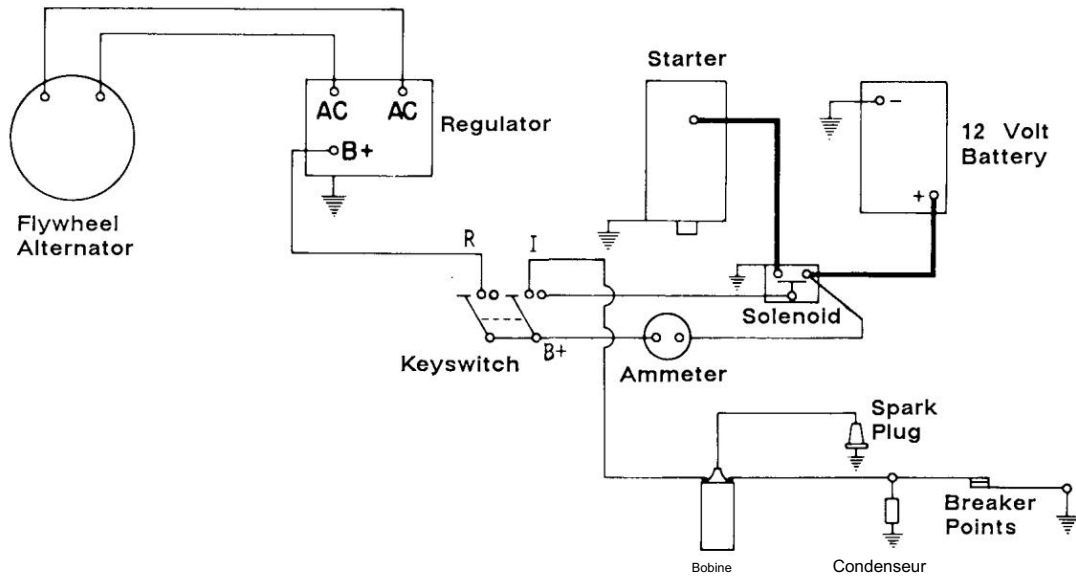 Starter
AC AC
Regulator
B+
-
12 Volt
Battery
+
Flywheel
Alternator
R
I
Solenoid
B+
Keyswitch
Ammeter
Spark
Plug
Breaker
Points
Bobine
Condenseur